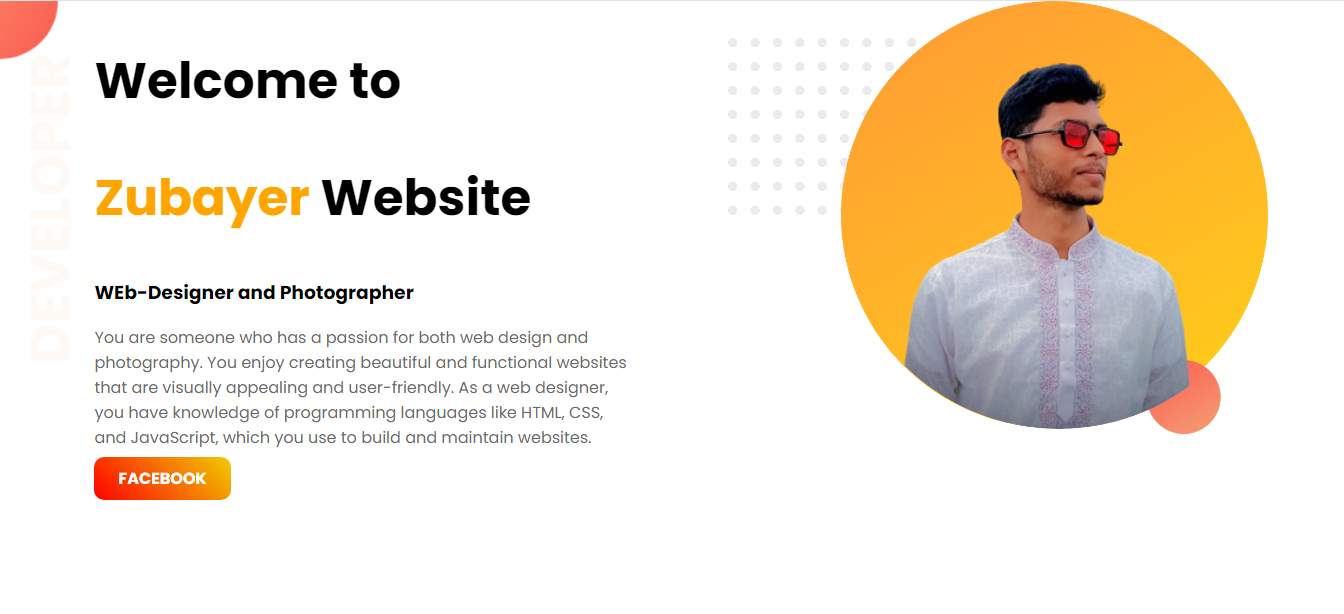 DEVELOPER
Welcome to
Zubayer Website
WEb-Designer and Photographer
You are someone who has a passion for both web design and
photography. You enjoy creating beautiful and functional websites
that are visually appealing and user-friendly. As a web designer,
you have knowledge of programming languages like HTML, CSS,
and JavaScript, which you use to build and maintain websites.
FACEBOOK